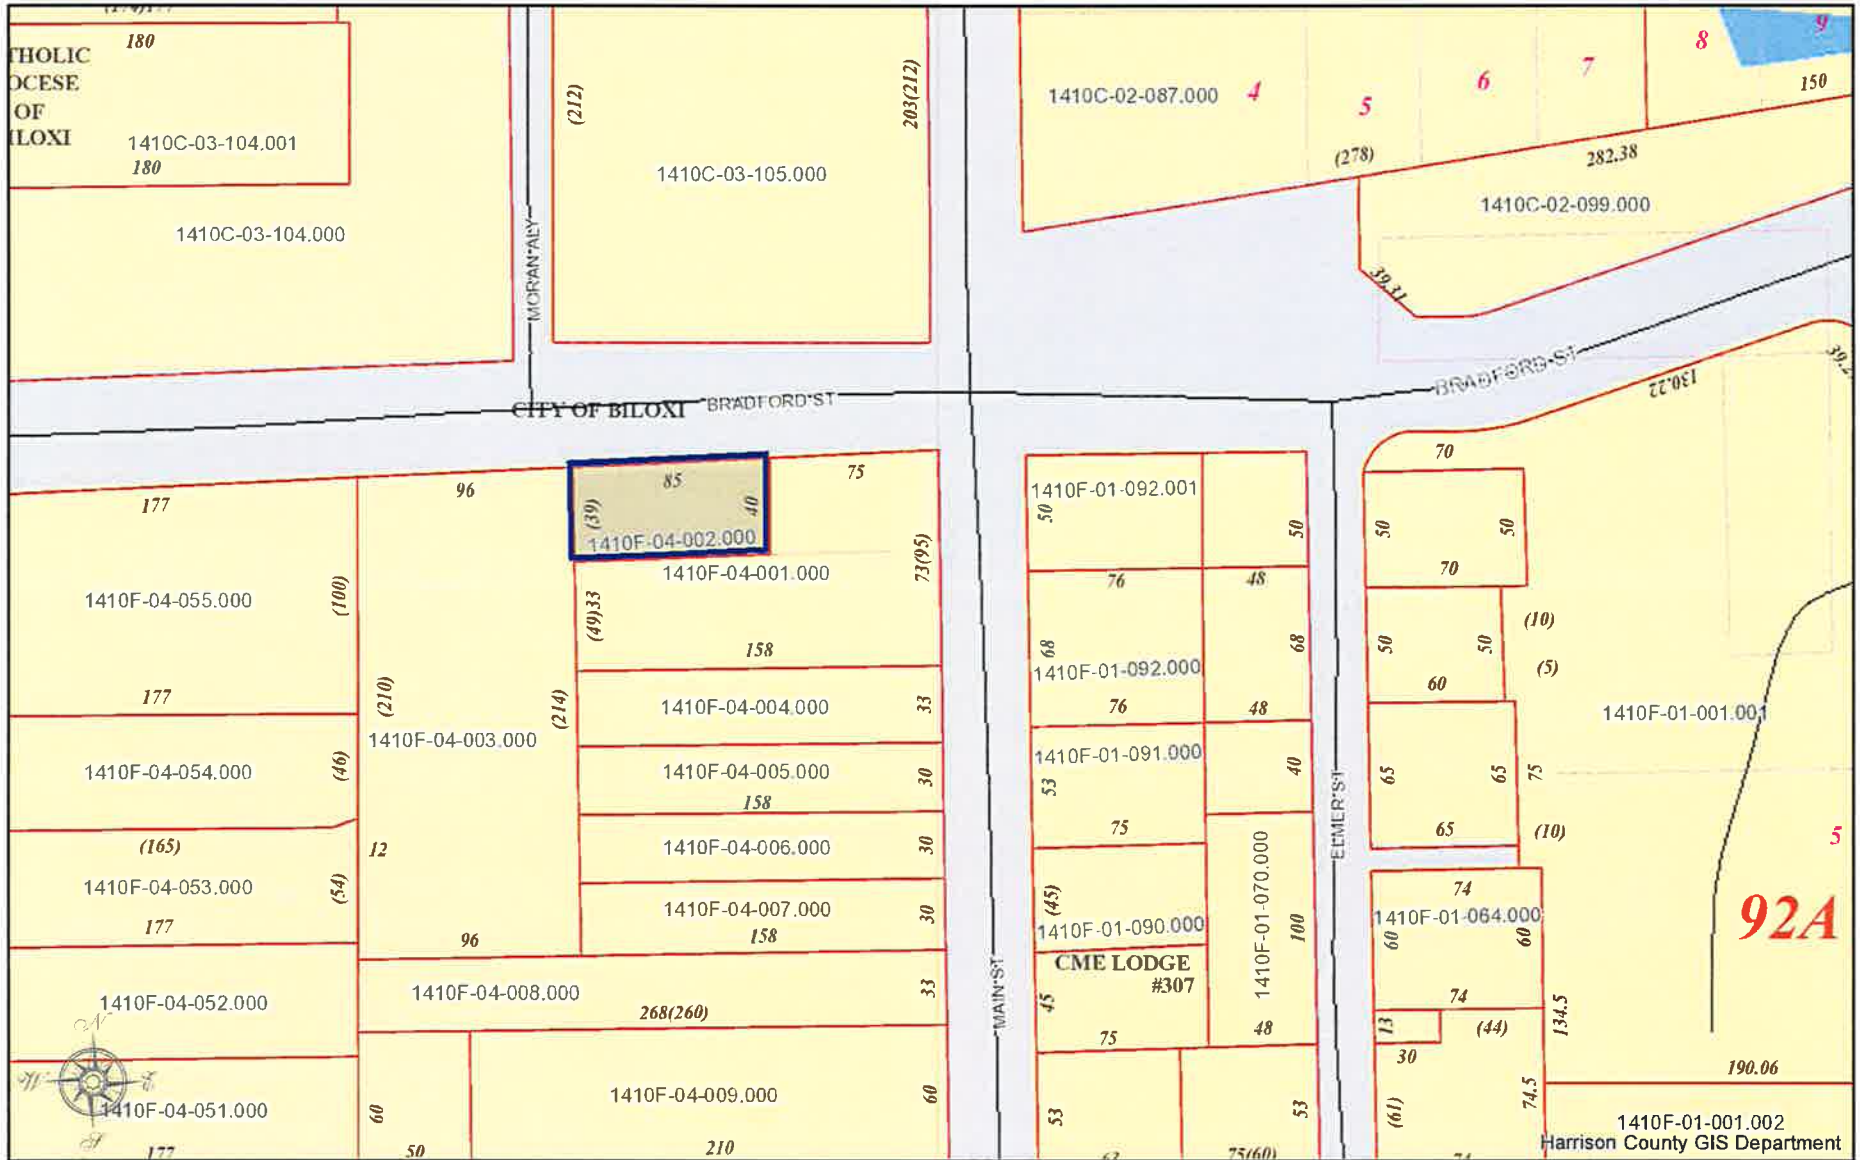 180
THOLIC
OCESE
OF
ILOXI
1410C-03-104.001
180
1410C-03-104.000
MORAN ALY
(212)
203(212)
1410C-03-105.000
1410C-02-087.000
4
5
6
7
8
9
150
(278)
282.38
1410C-02-099.000
39.31
CITY OF BILOXI
BRADFORD ST
BRADFORD ST
130.22
177
96
85
(39)
40
1410F-04-002.000
75
73(95)
1410F-04-001.000
(49)33
158
1410F-04-055.000
(100)
177
(210)
(214)
1410F-04-003.000
1410F-04-004.000
33
1410F-04-054.000
(46)
1410F-04-005.000
30
158
(165)
12
1410F-04-006.000
30
1410F-04-053.000
(54)
177
1410F-04-007.000
30
158
96
1410F-04-052.000
1410F-04-008.000
33
268(260)
MAIN ST
N
W
E
S
1410F-04-051.000
177
60
50
1410F-04-009.000
60
210
1410F-01-092.001
50
50
76
48
68
68
1410F-01-092.000
76
48
1410F-01-091.000
53
40
75
ELMER ST
(45)
1410F-01-090.000
1410F-01-070.000
100
CME LODGE
#307
45
75
48
53
53
75(60)
70
50
50
70
50
50
(10)
(5)
60
1410F-01-001.001
65
65
75
65
(10)
5
74
1410F-01-064.000
60
60
92A
74
13
(44)
134.5
30
190.06
(61)
74.5
1410F-01-001.002
Harrison County GIS Department